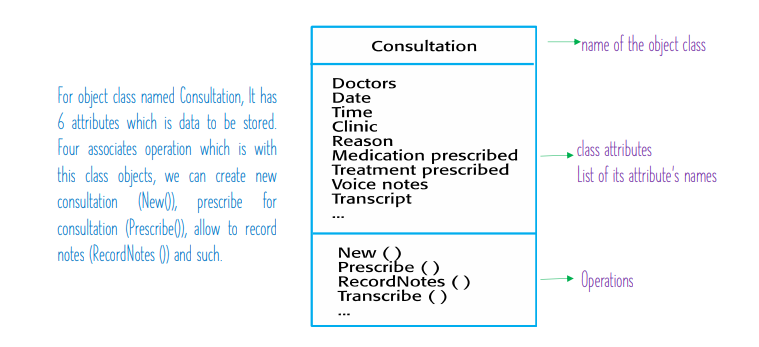 For object class named Consultation, It has
6 attributes which is data to be stored.
Four associates operation which is with
this class objects, we can create new
consultation (New()), prescribe for
consultation (Prescribe()), allow to record
notes (RecordNotes ()) and such.
Consultation
Doctors
Date
Time
Clinic
Reason
Medication prescribed
Treatment prescribed
Voice notes
Transcript
...
New ( )
Prescribe ( )
RecordNotes ( )
Transcribe ( )
...
name of the object class
class attributes
List of its attribute's names
Operations